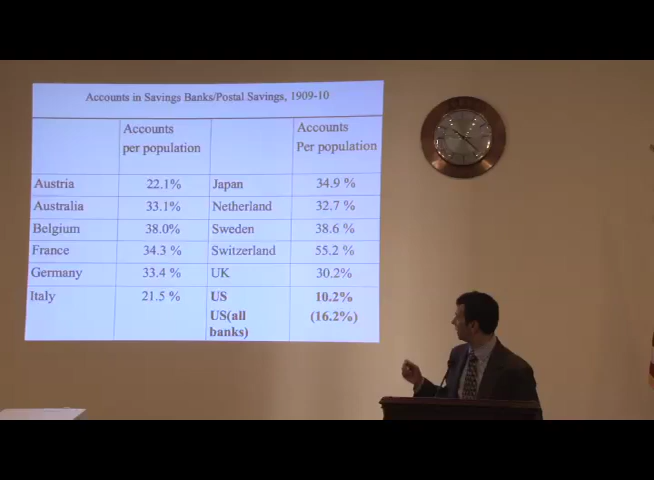 Accounts in Savings Banks/Postal Savings, 1909-10
Accounts per population Accounts Per population
Austria 22.1% Japan 34.9 %
Australia 33.1% Netherland 32.7 %
Belgium 38.0% Sweden 38.6 %
France 34.3 % Switzerland 55.2 %
Germany 33.4 % UK 30.2%
Italy 21.5 % US 10.2%
US(all banks) (16.2%)